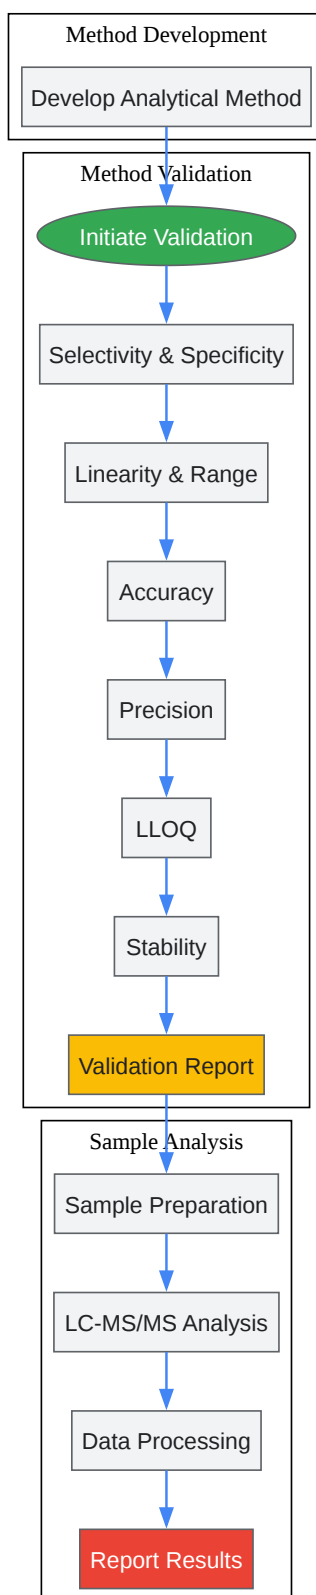 Method Development
Develop Analytical Method
Method Validation
Initiate Validation
Selectivity & Specificity
Linearity & Range
Accuracy
Precision
LLOQ
Stability
Validation Report
Sample Analysis
Sample Preparation
LC-MS/MS Analysis
Data Processing
Report Results